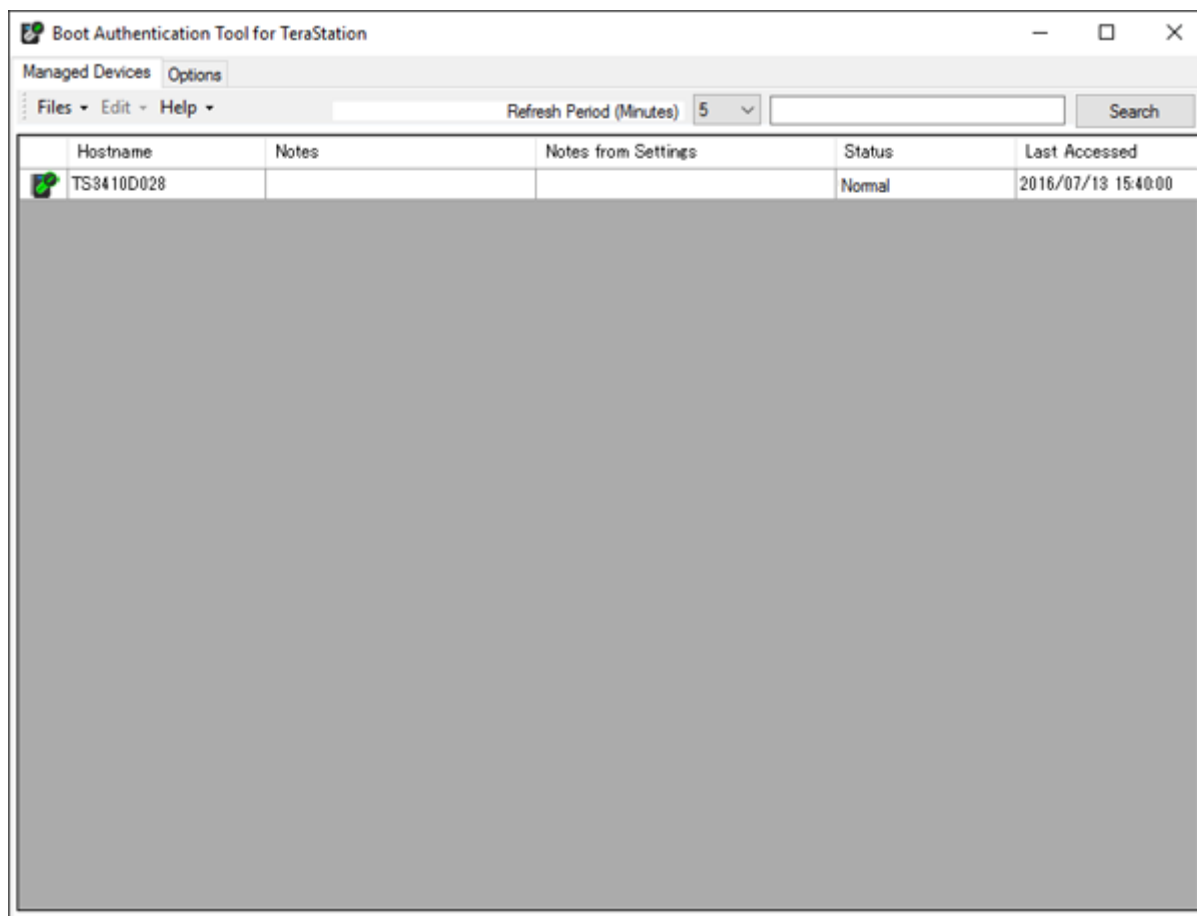 Boot Authentication Tool for TeraStation
Managed Devices Options
Files Edit Help Refresh Period (Minutes) 5 Search
Hostname Notes Notes from Settings Status Last Accessed
TS3410D028 Normal 2016/07/13 15:40:00